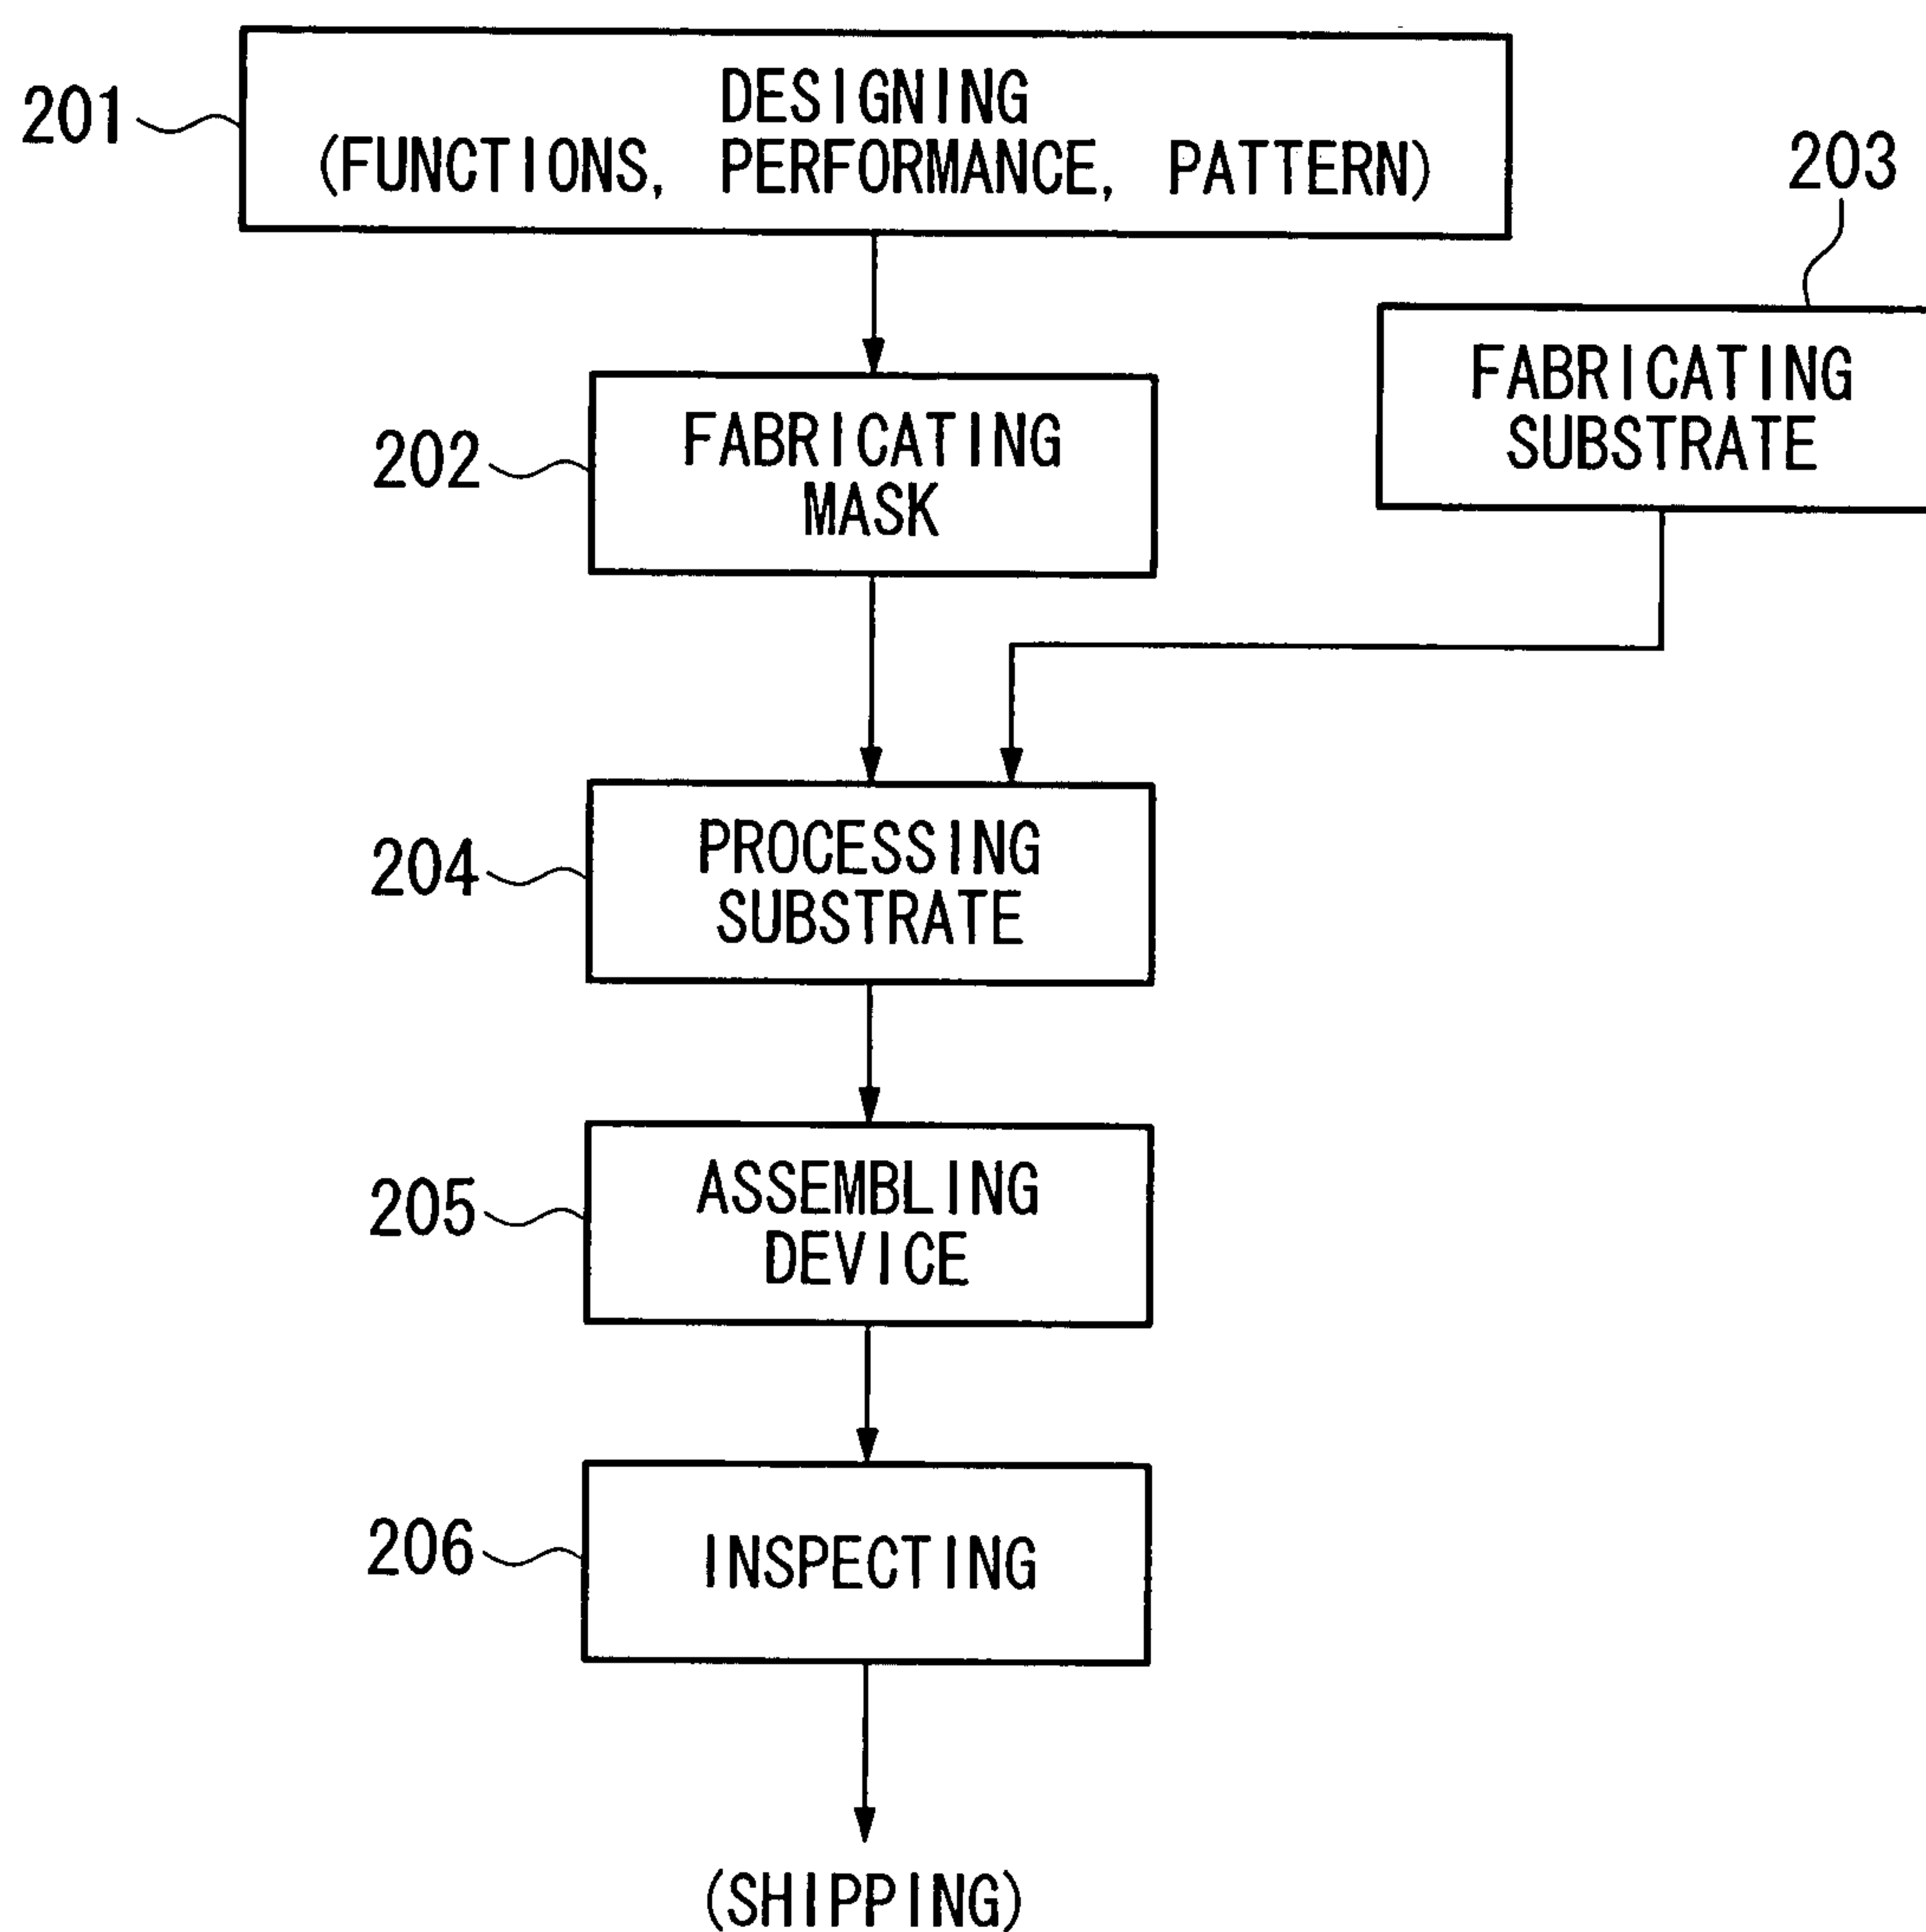 201
DESIGNING
(FUNCTIONS, PERFORMANCE, PATTERN)
203
FABRICATING
SUBSTRATE
202
FABRICATING
MASK
204
PROCESSING
SUBSTRATE
205
ASSEMBLING
DEVICE
206
INSPECTING
(SHIPPING)